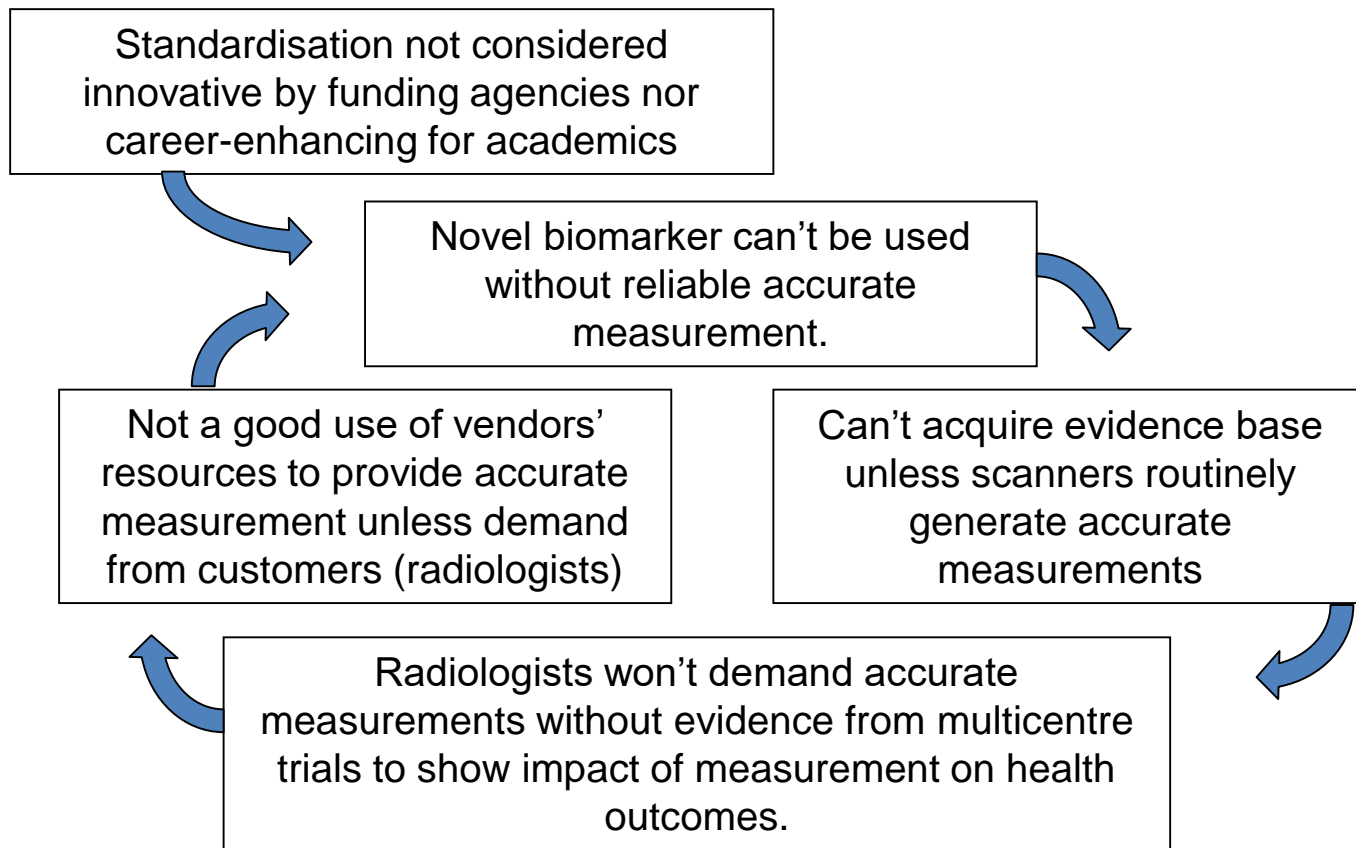 Standardisation not considered
innovative by funding agencies nor
career-enhancing for academics
Novel biomarker can’t be used
without reliable accurate
measurement.
Not a good use of vendors’
resources to provide accurate
measurement unless demand
from customers (radiologists)
Can’t acquire evidence base
unless scanners routinely
generate accurate
measurements
Radiologists won’t demand accurate
measurements without evidence from multicentre
trials to show impact of measurement on health
outcomes.